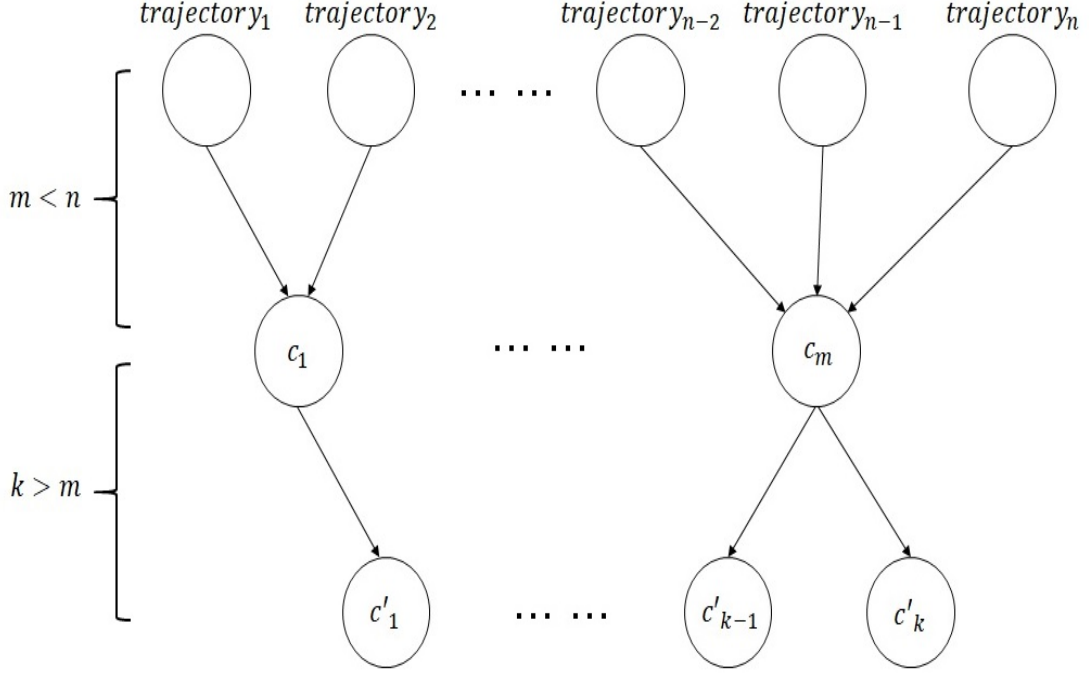 trajectory₁ trajectory₂ trajectoryₙ₋₂ trajectoryₙ₋₁ trajectoryₙ
... ...
m < n
c₁ ... ... cₘ
k > m
c'₁ ... ... c'ₖ₋₁ c'ₖ